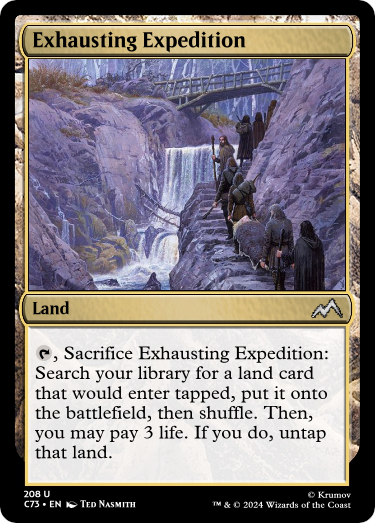 Exhausting Expedition
Land
, Sacrifice Exhausting Expedition:
Search your library for a land card
that would enter tapped, put it onto
the battlefield, then shuffle. Then,
you may pay 3 life. If you do, untap
that land.
208 U
C73 • EN Ted Nasmith
© Krumov
™ & © 2024 Wizards of the Coast